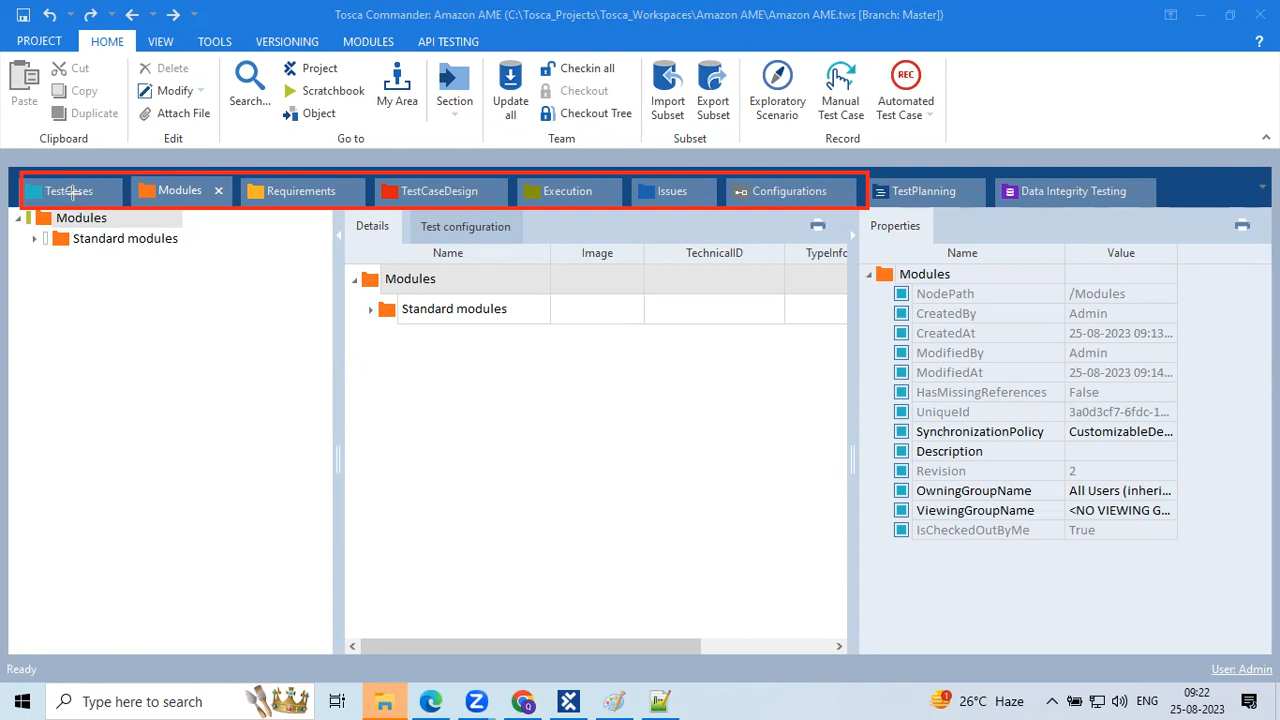 Tosca Commander: Amazon AME (C:\Tosca_Projects\Tosca_Workspaces\Amazon AME\Amazon AME.tws [Branch: Master])
PROJECT HOME VIEW TOOLS VERSIONING MODULES API TESTING ?
Paste Cut Copy Duplicate
Clipboard
Delete Modify Attach File
Edit
Search... Project Scratchbook Object My Area Section
Go to
Update all Checkin all Checkout Checkout Tree
Team
Import Subset Export Subset
Subset
Exploratory Scenario Manual Test Case REC Automated Test Case
Record
TestCases Modules Requirements TestCaseDesign Execution Issues Configurations TestPlanning Data Integrity Testing
Modules
Standard modules
Details Test configuration
Name Image TechnicalID TypeInfo
Modules
Standard modules
Properties
Name Value
Modules
NodePath /Modules
CreatedBy Admin
CreatedAt 25-08-2023 09:13...
ModifiedBy Admin
ModifiedAt 25-08-2023 09:14...
HasMissingReferences False
UniqueId 3a0d3cf7-6fdc-1...
SynchronizationPolicy CustomizableDe...
Description
Revision 2
OwningGroupName All Users (inheri...
ViewingGroupName <NO VIEWING G...
IsCheckedOutByMe True
Ready User: Admin
Type here to search 26°C Haze ENG 09:22
25-08-2023